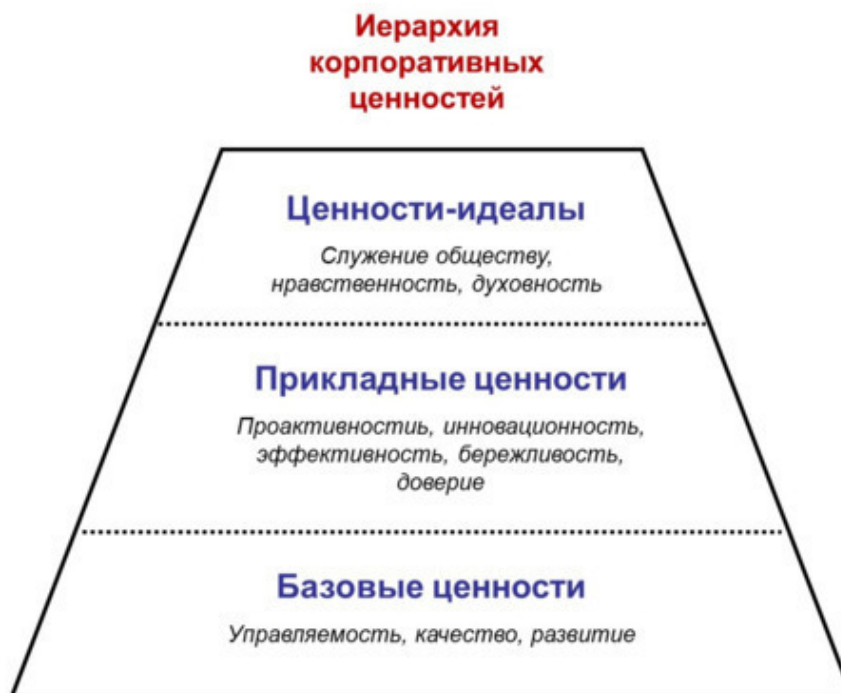 Иерархия
корпоративных
ценностей
Ценности-идеалы
Служение обществу,
нравственность, духовность
Прикладные ценности
Проактивностиь, инновационность,
эффективность, бережливость,
доверие
Базовые ценности
Управляемость, качество, развитие